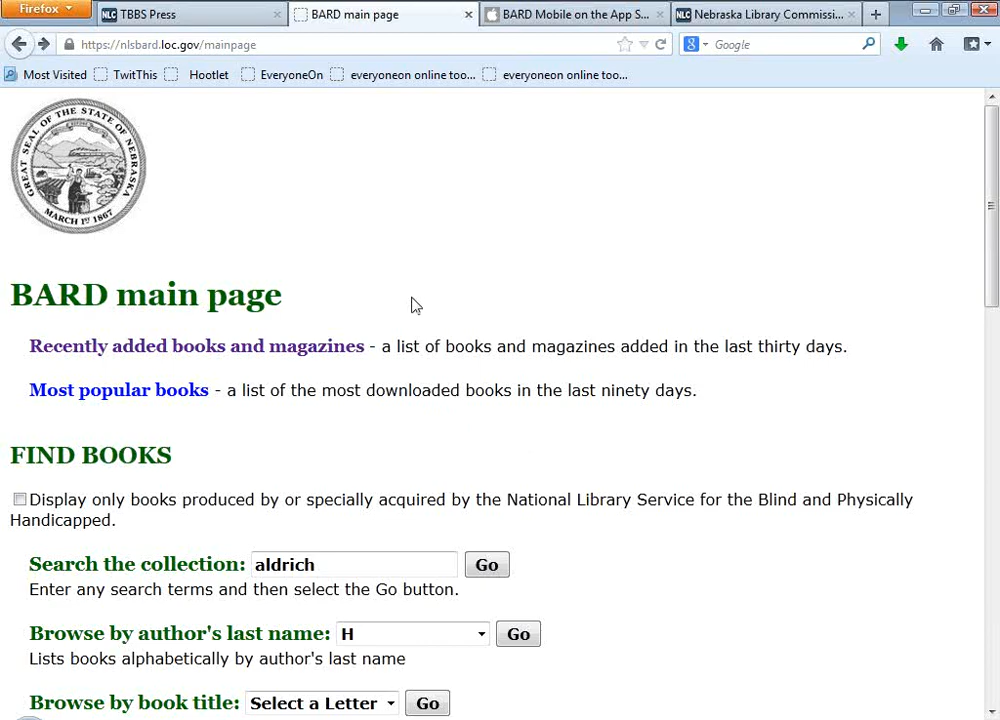 Firefox
TBBS Press
BARD main page
BARD Mobile on the App S...
Nebraska Library Commissi...
https://nlsbard.loc.gov/mainpage
Google
Most Visited
TwitThis
Hootlet
EveryoneOn
everyoneon online too...
everyoneon online too...
GREAT SEAL OF THE STATE OF NEBRASKA
MARCH 1ST 1867
BARD main page
Recently added books and magazines - a list of books and magazines added in the last thirty days.
Most popular books - a list of the most downloaded books in the last ninety days.
FIND BOOKS
Display only books produced by or specially acquired by the National Library Service for the Blind and Physically
Handicapped.
Search the collection: aldrich Go
Enter any search terms and then select the Go button.
Browse by author's last name: H Go
Lists books alphabetically by author's last name
Browse by book title: Select a Letter Go